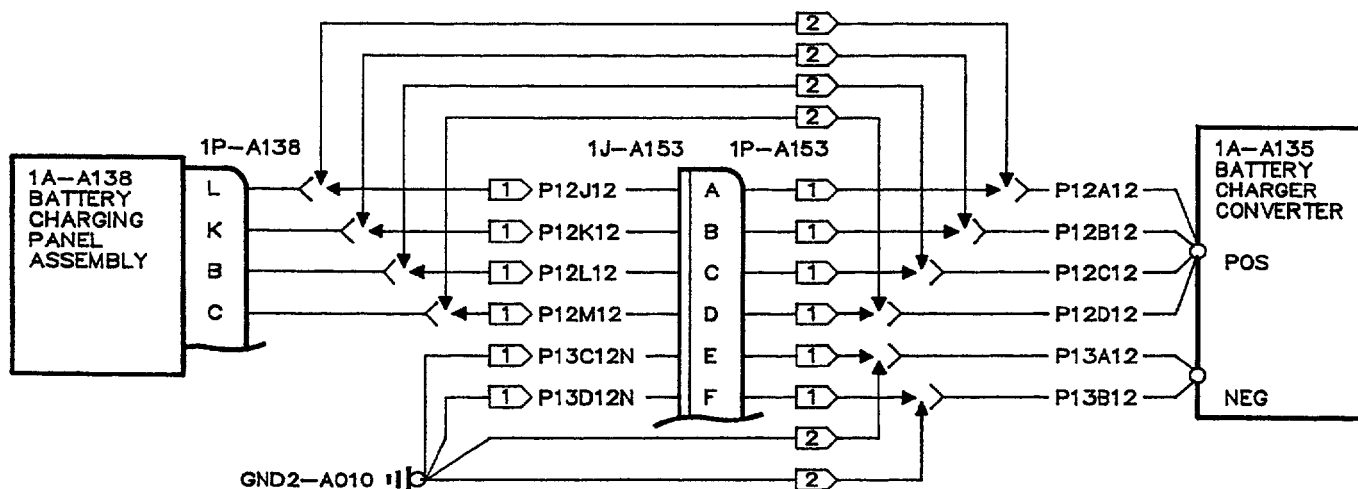 2
2
2
2
1P-A138 1J-A153 1P-A153
1A-A138
BATTERY
CHARGING
PANEL
ASSEMBLY
1A-A135
BATTERY
CHARGER
CONVERTER
L 1 P12J12 A 1 P12A12
K 1 P12K12 B 1 P12B12
B 1 P12L12 C 1 P12C12
POS
C 1 P12M12 D 1 P12D12
1 P13C12N E 1 P13A12
1 P13D12N F 1 P13B12
NEG
2
GND2-A010 2